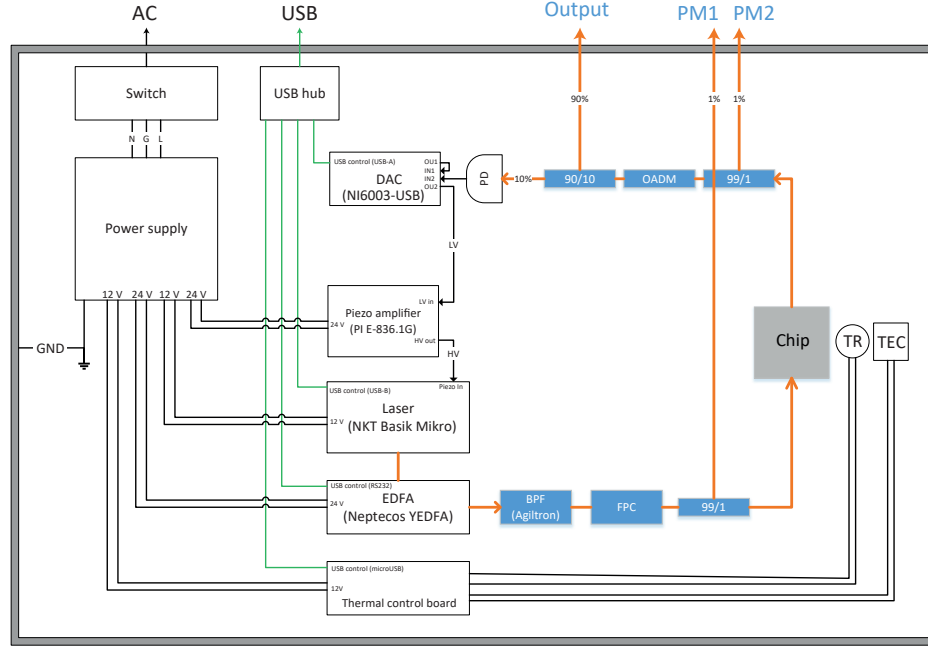 AC
USB
Output
PM1
PM2
Switch
USB hub
90%
1%
1%
N G L
USB control (USB-A)
OU1
IN1
IN2
OU2
DAC
(NI6003-USB)
PD
10%
90/10
OADM
99/1
Power supply
LV
12 V 24 V 12 V 24 V
LV in
Piezo amplifier
24 V
(PI E-836.1G)
HV out
GND
HV
Chip
TR
TEC
Piezo In
USB control (USB-B)
Laser
12 V
(NKT Basik Mikro)
USB control (RS232)
EDFA
24 V
(Neptecos YEDFA)
BPF
(Agiltron)
FPC
99/1
USB control (microUSB)
12V
Thermal control board